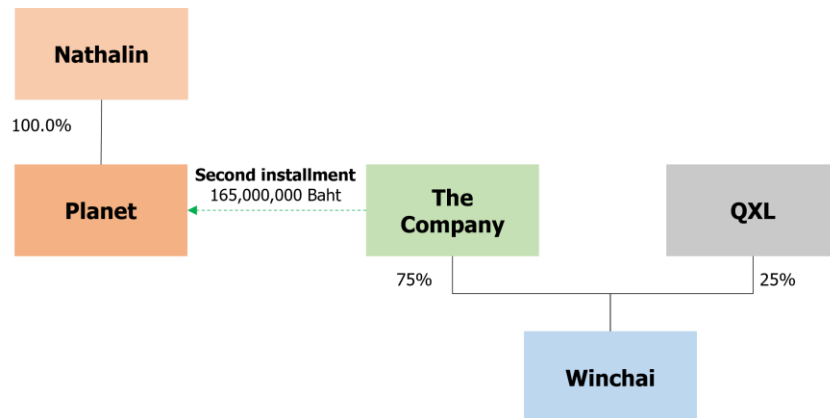 Nathalin
100.0%
Second installment
165,000,000 Baht
Planet
The
Company
QXL
75%
25%
Winchai